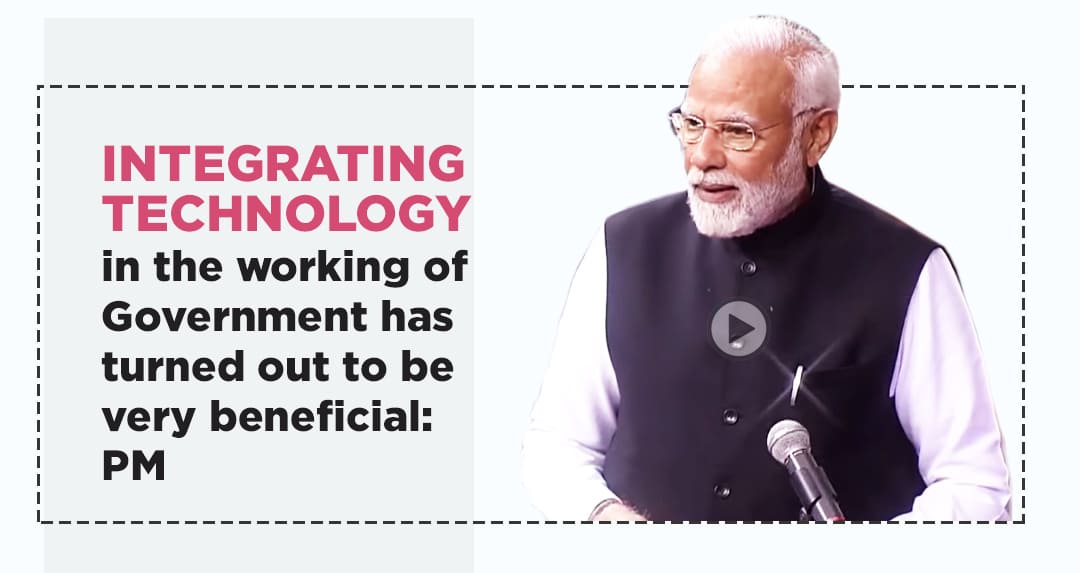 INTEGRATING
TECHNOLOGY
in the working of
Government has
turned out to be
very beneficial:
PM